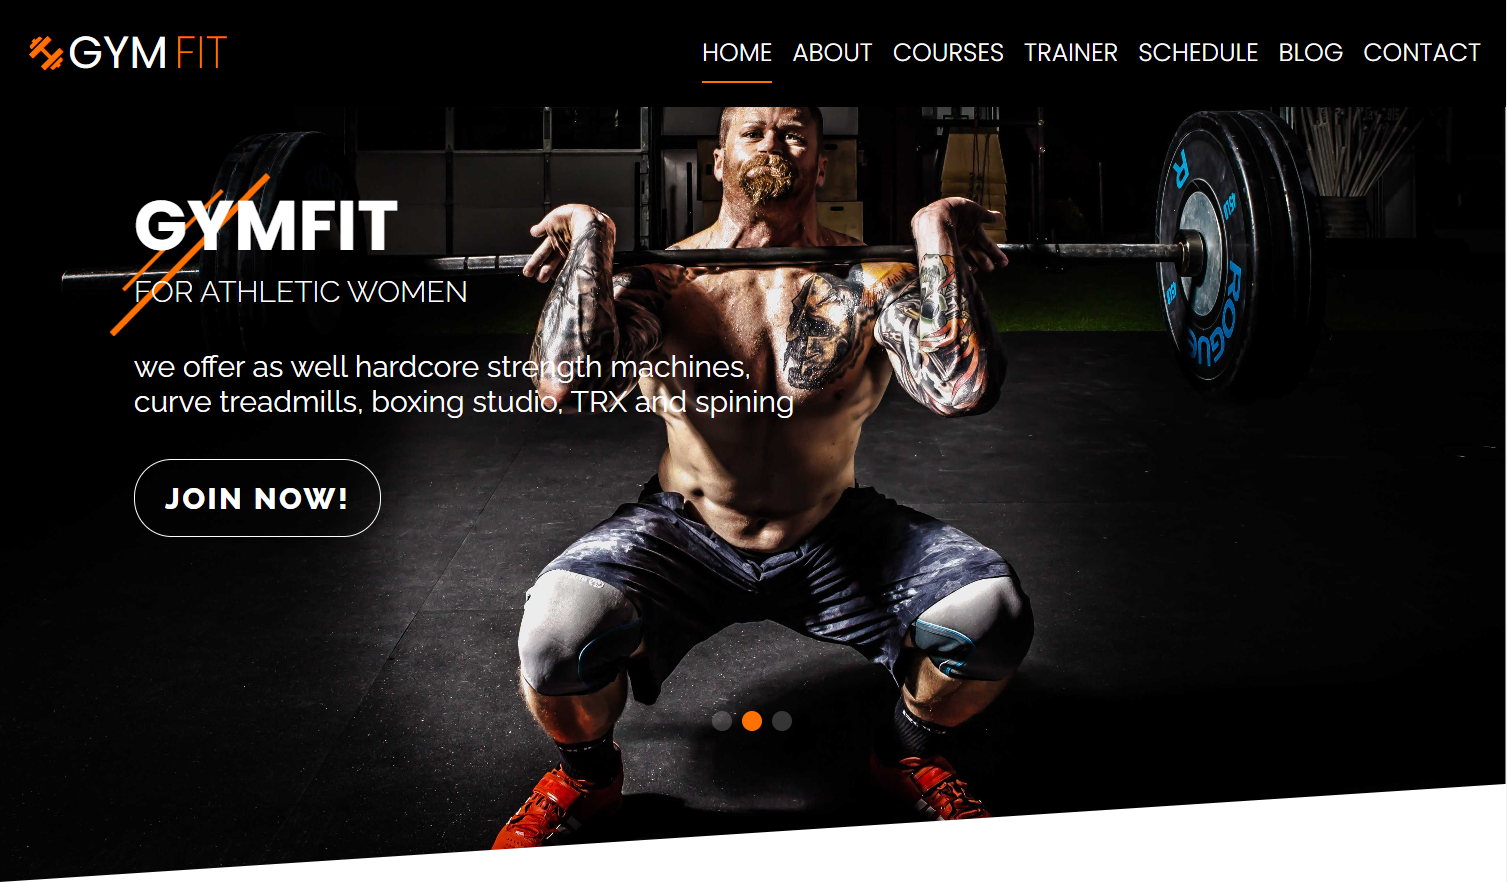 GYM FIT
HOME ABOUT COURSES TRAINER SCHEDULE BLOG CONTACT
GYMFIT
FOR ATHLETIC WOMEN
we offer as well hardcore strength machines,
curve treadmills, boxing studio, TRX and spining
JOIN NOW!
R
ROGUE